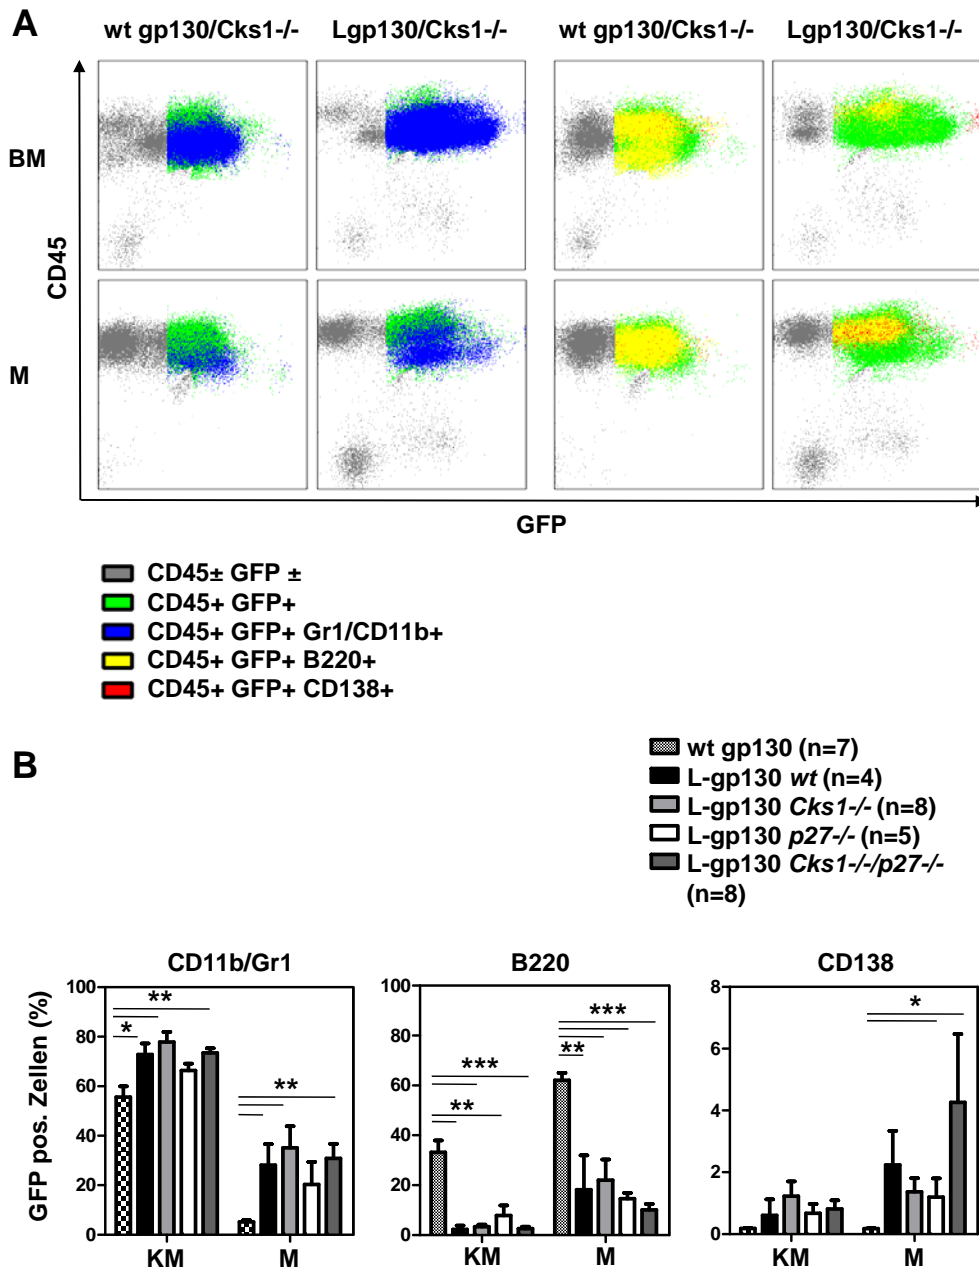 A
wt gp130/Cks1-/- Lgp130/Cks1-/- wt gp130/Cks1-/- Lgp130/Cks1-/-
BM
CD45
M
GFP
CD45± GFP ±
CD45+ GFP+
CD45+ GFP+ Gr1/CD11b+
CD45+ GFP+ B220+
CD45+ GFP+ CD138+
B
wt gp130 (n=7)
L-gp130 wt (n=4)
L-gp130 Cks1-/- (n=8)
L-gp130 p27-/- (n=5)
L-gp130 Cks1-/-/p27-/-
(n=8)
CD11b/Gr1
GFP pos. Zellen (%)
100
80
60
40
20
0
*
**
**
KM M
B220
100
80
60
40
20
0
***
**
***
**
KM M
CD138
8
6
4
2
0
*
KM M